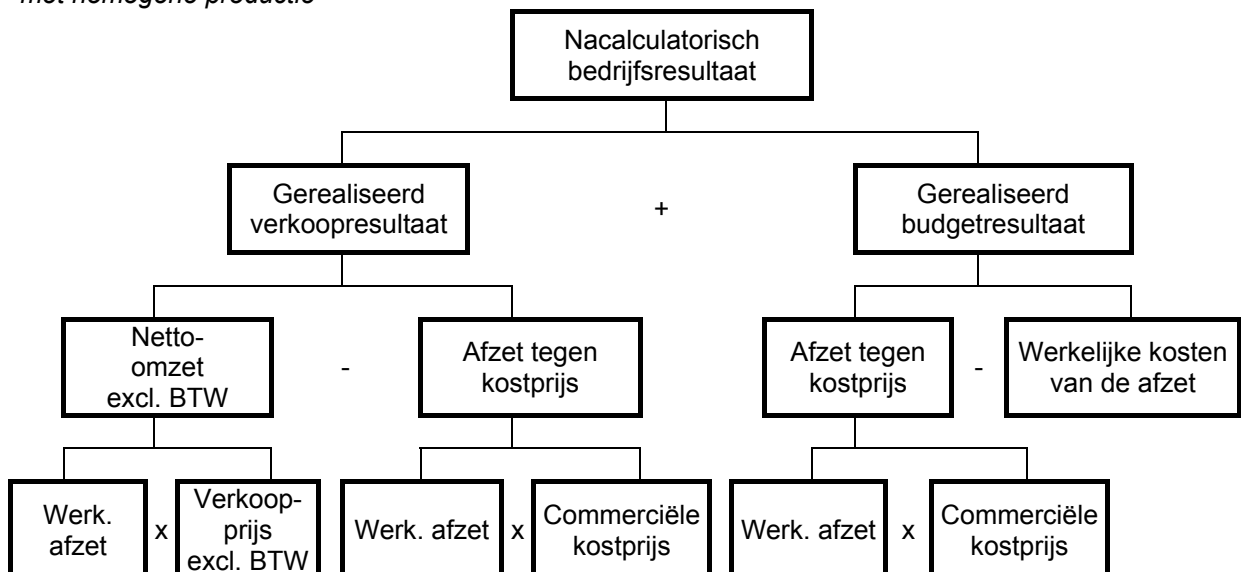 met homogene productie
Nacalculatorisch
bedrijfsresultaat
Gerealiseerd
verkoopresultaat
+
Gerealiseerd
budgetresultaat
Netto-
omzet
excl. BTW
-
Afzet tegen
kostprijs
Afzet tegen
kostprijs
-
Werkelijke kosten
van de afzet
Werk.
afzet
x
Verkoop-
prijs
excl. BTW
Werk. afzet
x
Commerciële
kostprijs
Werk. afzet
x
Commerciële
kostprijs